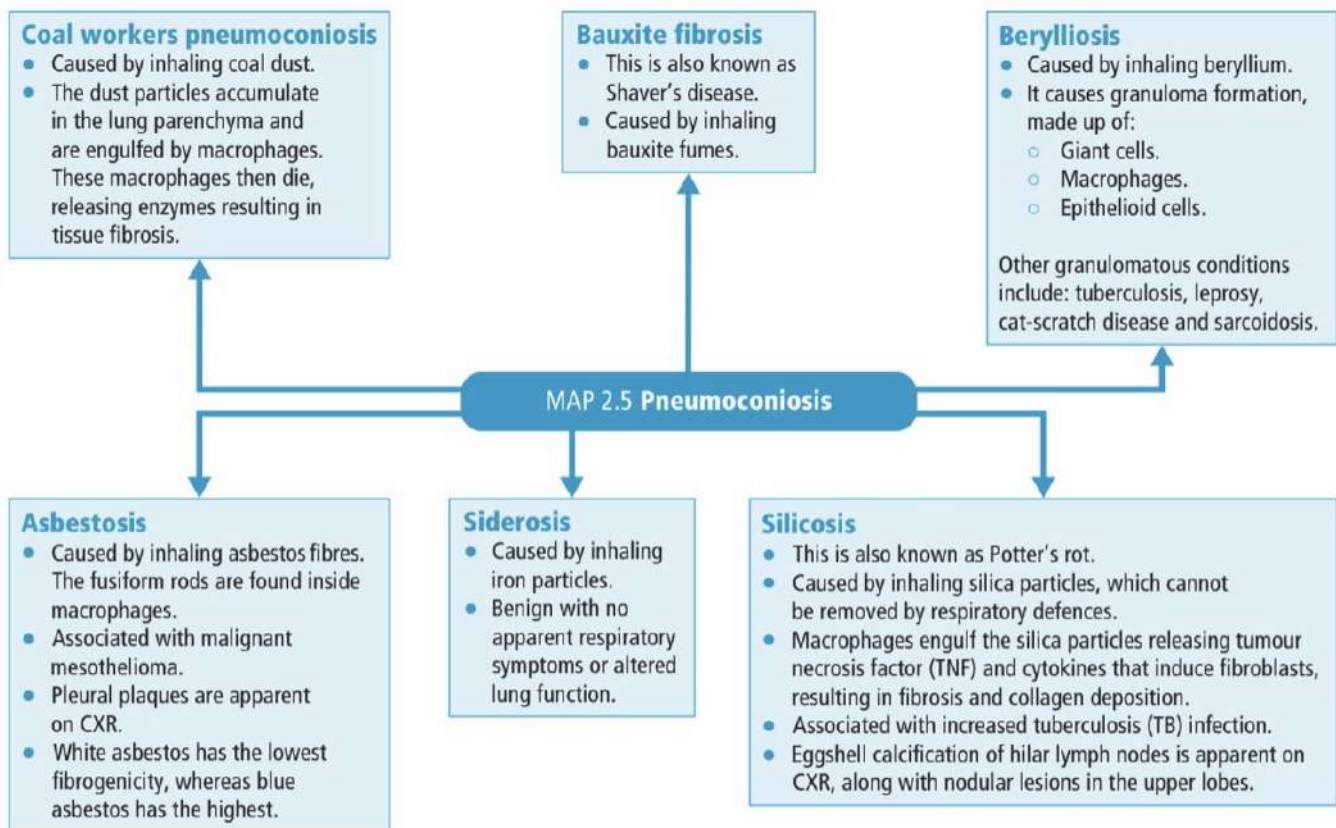 Coal workers pneumoconiosis
• Caused by inhaling coal dust.
• The dust particles accumulate
in the lung parenchyma and
are engulfed by macrophages.
These macrophages then die,
releasing enzymes resulting in
tissue fibrosis.
Bauxite fibrosis
• This is also known as
Shaver's disease.
• Caused by inhaling
bauxite fumes.
Berylliosis
• Caused by inhaling beryllium.
• It causes granuloma formation,
made up of:
○ Giant cells.
○ Macrophages.
○ Epithelioid cells.
Other granulomatous conditions
include: tuberculosis, leprosy,
cat-scratch disease and sarcoidosis.
MAP 2.5 Pneumoconiosis
Asbestosis
• Caused by inhaling asbestos fibres.
The fusiform rods are found inside
macrophages.
• Associated with malignant
mesothelioma.
• Pleural plaques are apparent
on CXR.
• White asbestos has the lowest
fibrogenicity, whereas blue
asbestos has the highest.
Siderosis
• Caused by inhaling
iron particles.
• Benign with no
apparent respiratory
symptoms or altered
lung function.
Silicosis
• This is also known as Potter's rot.
• Caused by inhaling silica particles, which cannot
be removed by respiratory defences.
• Macrophages engulf the silica particles releasing tumour
necrosis factor (TNF) and cytokines that induce fibroblasts,
resulting in fibrosis and collagen deposition.
• Associated with increased tuberculosis (TB) infection.
• Eggshell calcification of hilar lymph nodes is apparent on
CXR, along with nodular lesions in the upper lobes.